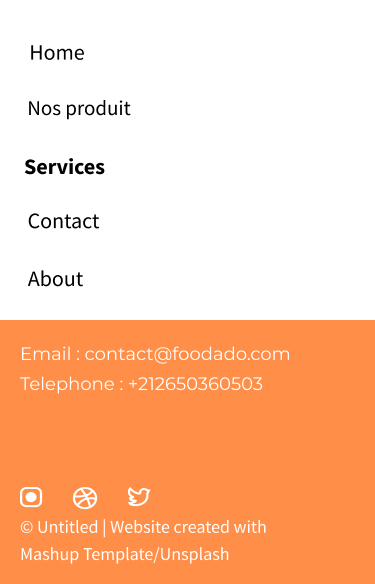 Home
Nos produit
Services
Contact
About
Email : contact@foodado.com
Telephone : +212650360503
© Untitled | Website created with
Mashup Template/Unsplash